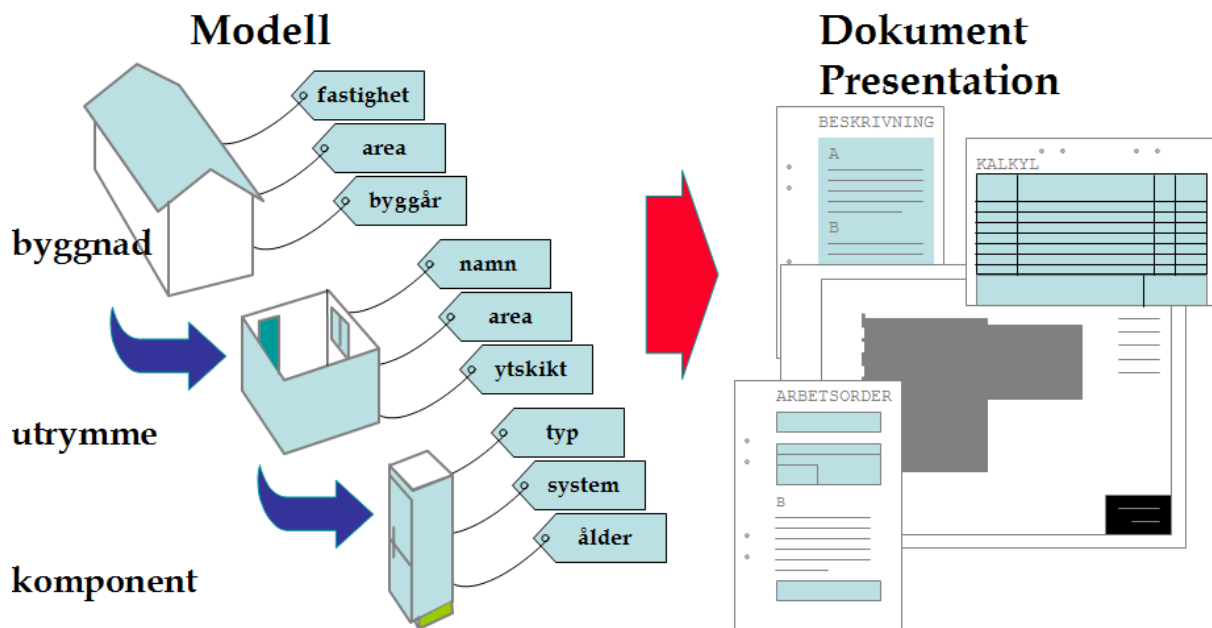 Modell
fastighet
area
byggår
byggnad
namn
area
ytskikt
utrymme
typ
system
ålder
komponent
Dokument
Presentation
BESKRIVNING
A
B
KALKYL
ARBETSORDER
B